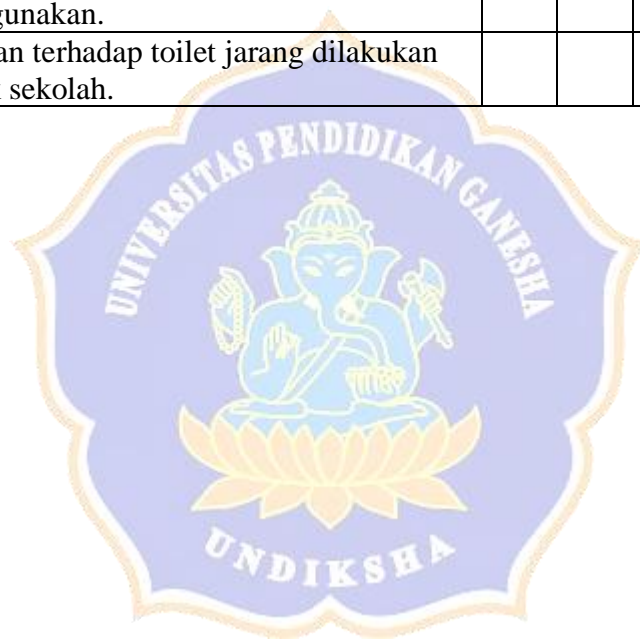 gunakan.
an terhadap toilet jarang dilakukan
sekolah.
UNIVERSITAS PENDIDIKAN GANESHA
UNDIKSHA